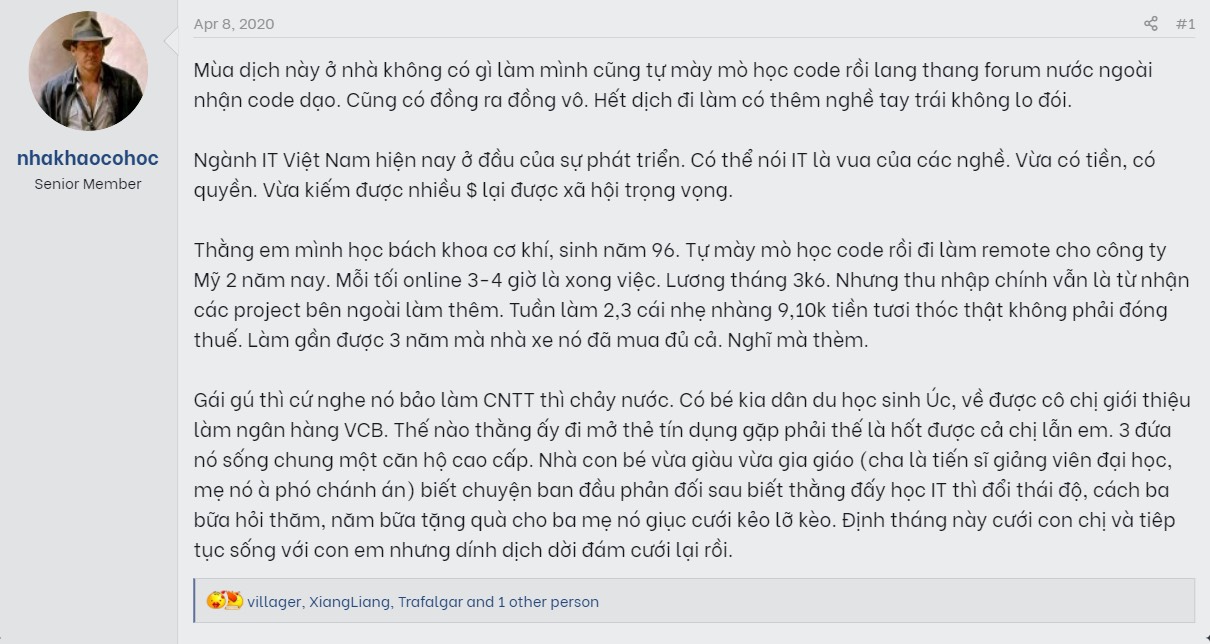 Apr 8, 2020
#1
nhakhaocohoc
Senior Member
Mùa dịch này ở nhà không có gì làm mình cũng tự mày mò học code rồi lang thang forum nước ngoài
nhận code dạo. Cũng có đồng ra đồng vô. Hết dịch đi làm có thêm nghề tay trái không lo đói.
Ngành IT Việt Nam hiện nay ở đầu của sự phát triển. Có thể nói IT là vua của các nghề. Vừa có tiền, có
quyền. Vừa kiếm được nhiều $ lại được xã hội trọng vọng.
Thằng em mình học bách khoa cơ khí, sinh năm 96. Tự mày mò học code rồi đi làm remote cho công ty
Mỹ 2 năm nay. Mỗi tối online 3-4 giờ là xong việc. Lương tháng 3k6. Nhưng thu nhập chính vẫn là từ nhận
các project bên ngoài làm thêm. Tuần làm 2,3 cái nhẹ nhàng 9,10k tiền tươi thóc thật không phải đóng
thuế. Làm gần được 3 năm mà nhà xe nó đã mua đủ cả. Nghĩ mà thèm.
Gái gú thì cứ nghe nó bảo làm CNTT thì chảy nước. Có bé kia dân du học sinh Úc, về được cô chị giới thiệu
làm ngân hàng VCB. Thế nào thằng ấy đi mở thẻ tín dụng gặp phải thế là hốt được cả chị lẫn em. 3 đứa
nó sống chung một căn hộ cao cấp. Nhà con bé vừa giàu vừa gia giáo (cha là tiến sĩ giảng viên đại học,
mẹ nó à phó chánh án) biết chuyện ban đầu phản đối sau biết thằng đấy học IT thì đổi thái độ, cách ba
bữa hỏi thăm, năm bữa tặng quà cho ba mẹ nó giục cưới kẻo lỡ kèo. Định tháng này cưới con chị và tiêp
tục sống với con em nhưng dính dịch dời đám cưới lại rồi.
villager, XiangLiang, Trafalgar and 1 other person